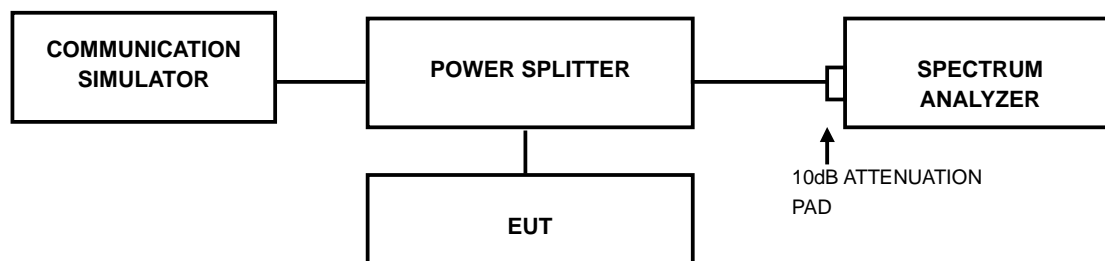 COMMUNICATION
SIMULATOR
POWER SPLITTER
SPECTRUM
ANALYZER
10dB ATTENUATION
PAD
EUT